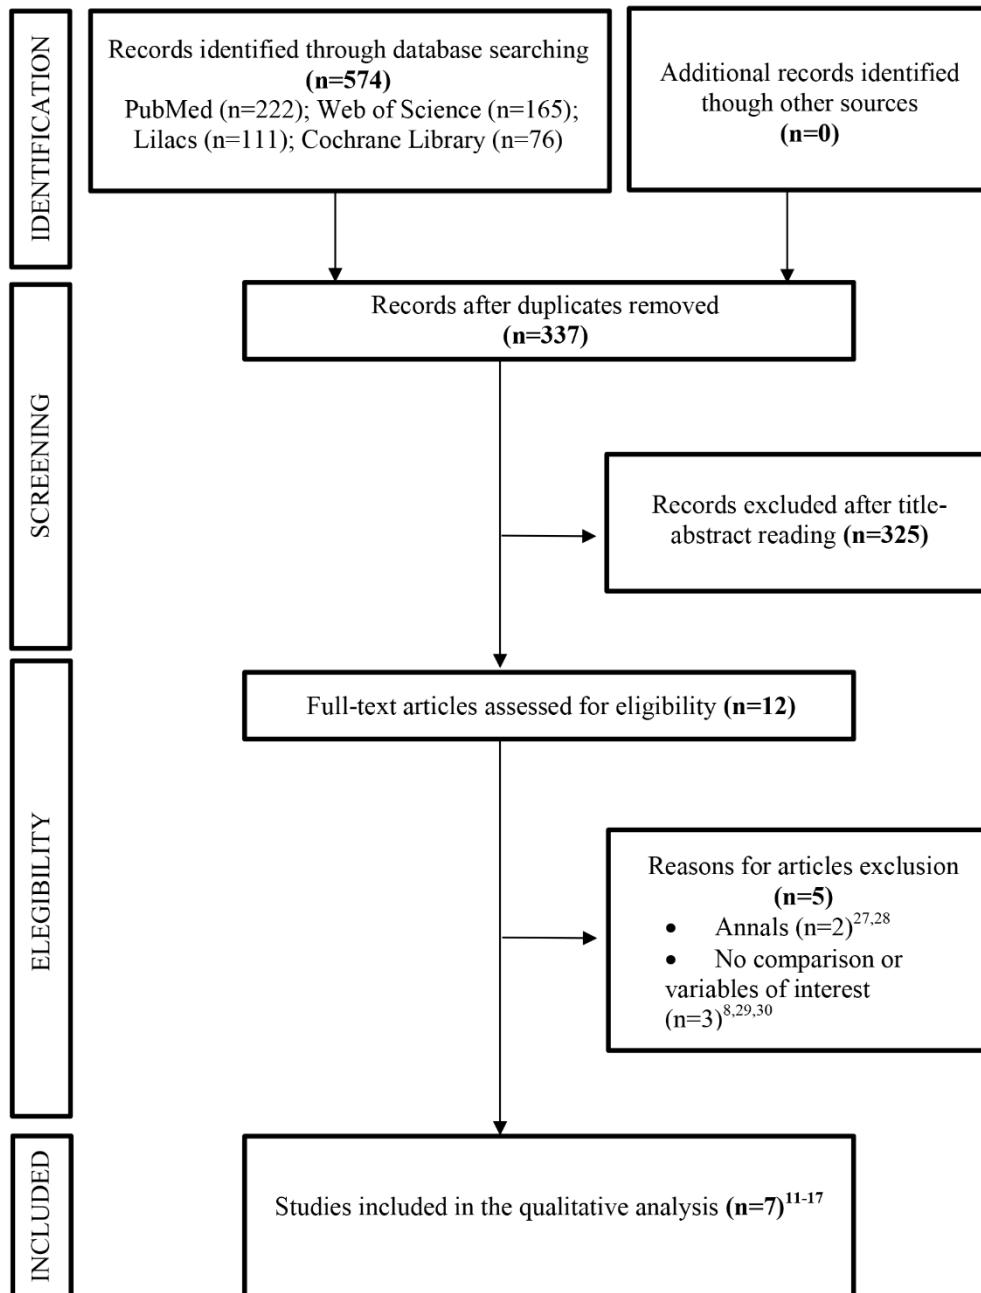 IDENTIFICATION
Records identified through database searching
(n=574)
PubMed (n=222); Web of Science (n=165);
Lilacs (n=111); Cochrane Library (n=76)
Additional records identified
though other sources
(n=0)
SCREENING
Records after duplicates removed
(n=337)
Records excluded after title-
abstract reading (n=325)
ELEGIBILITY
Full-text articles assessed for eligibility (n=12)
Reasons for articles exclusion
(n=5)
• Annals (n=2)27,28
• No comparison or
variables of interest
(n=3)8,29,30
INCLUDED
Studies included in the qualitative analysis (n=7)11-17